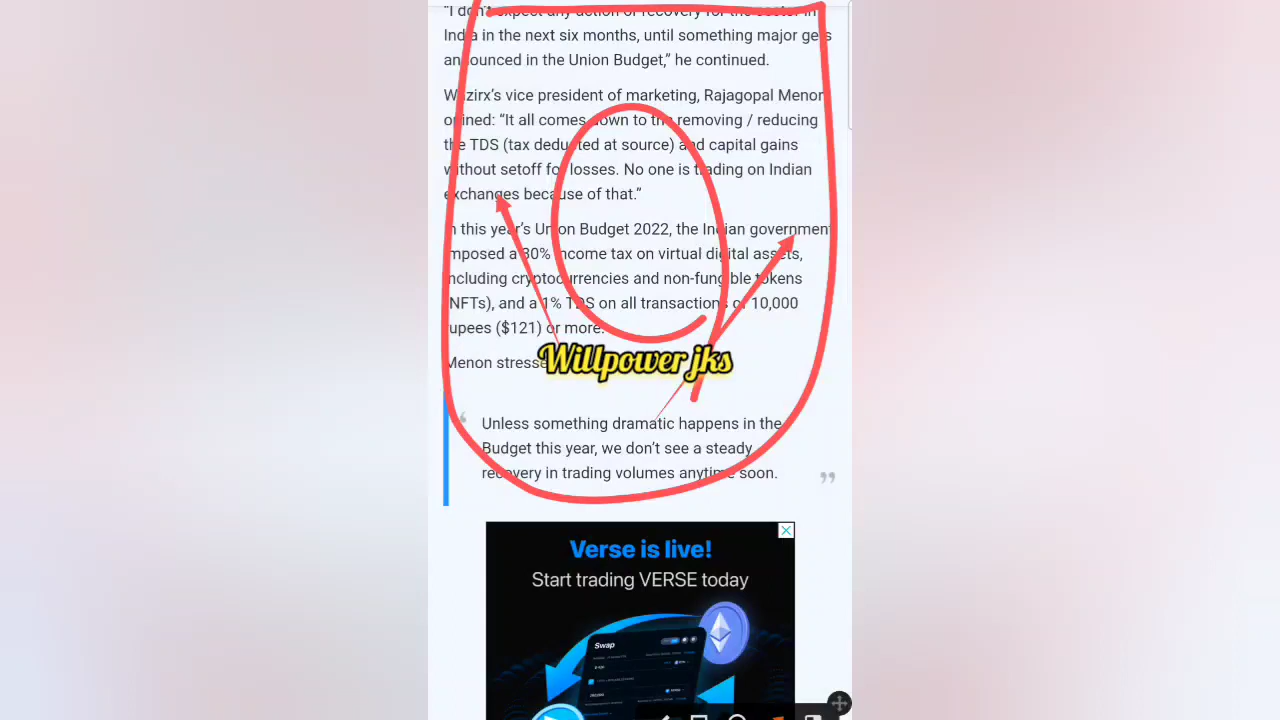 “I don't expect any action or recovery for the sector in
India in the next six months, until something major gets
announced in the Union Budget,” he continued.
Wazirx’s vice president of marketing, Rajagopal Menon
opined: “It all comes down to the removing / reducing
the TDS (tax deducted at source) and capital gains
without setoff for losses. No one is trading on Indian
exchanges because of that.”
In this year’s Union Budget 2022, the Indian government
imposed a 30% income tax on virtual digital assets,
including cryptocurrencies and non-fungible tokens
(NFTs), and a 1% TDS on all transactions of 10,000
rupees ($121) or more.
Menon stresse
Willpower jks
“
Unless something dramatic happens in the
Budget this year, we don’t see a steady
recovery in trading volumes anytime soon.
”
Verse is live!
Start trading VERSE today
Swap